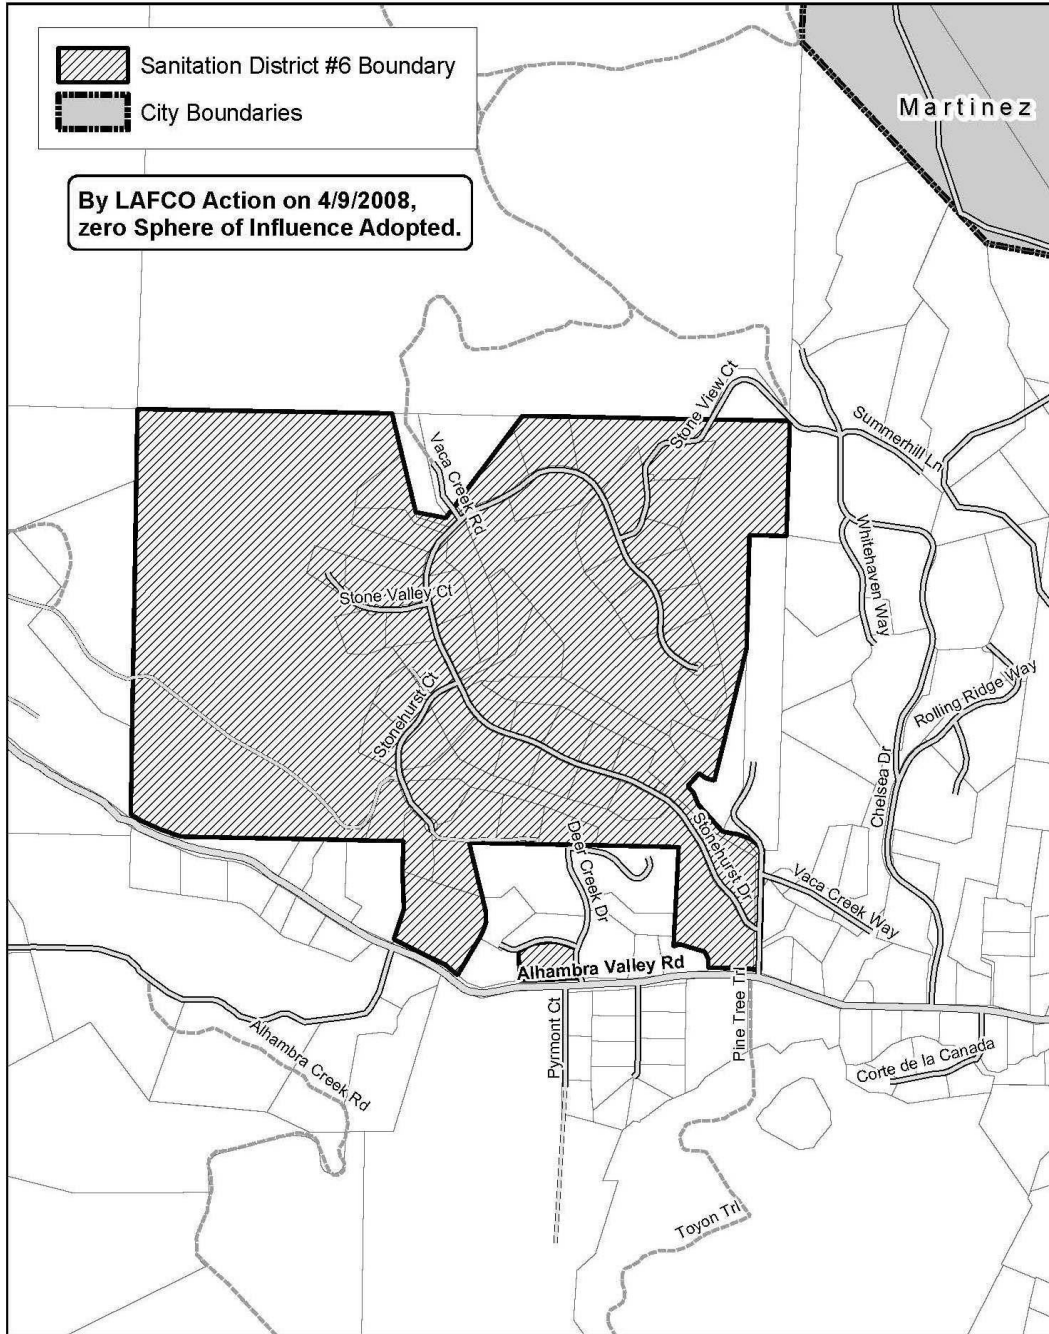 Sanitation District #6 Boundary
City Boundaries
Martinez
By LAFCO Action on 4/9/2008,
zero Sphere of Influence Adopted.
Stone View Ct
Summerhill Ln
Vaca Creek Rd
Whitehaven Way
Stone Valley Ct
Rolling Ridge Way
Stonehurst Ct
Chelsea Dr
Deer Creek Dr
Stonehurst Dr
Vaca Creek Way
Alhambra Valley Rd
Pine Tree Trl
Pyrmont Ct
Alhambra Creek Rd
Corte de la Canada
Toyon Trl